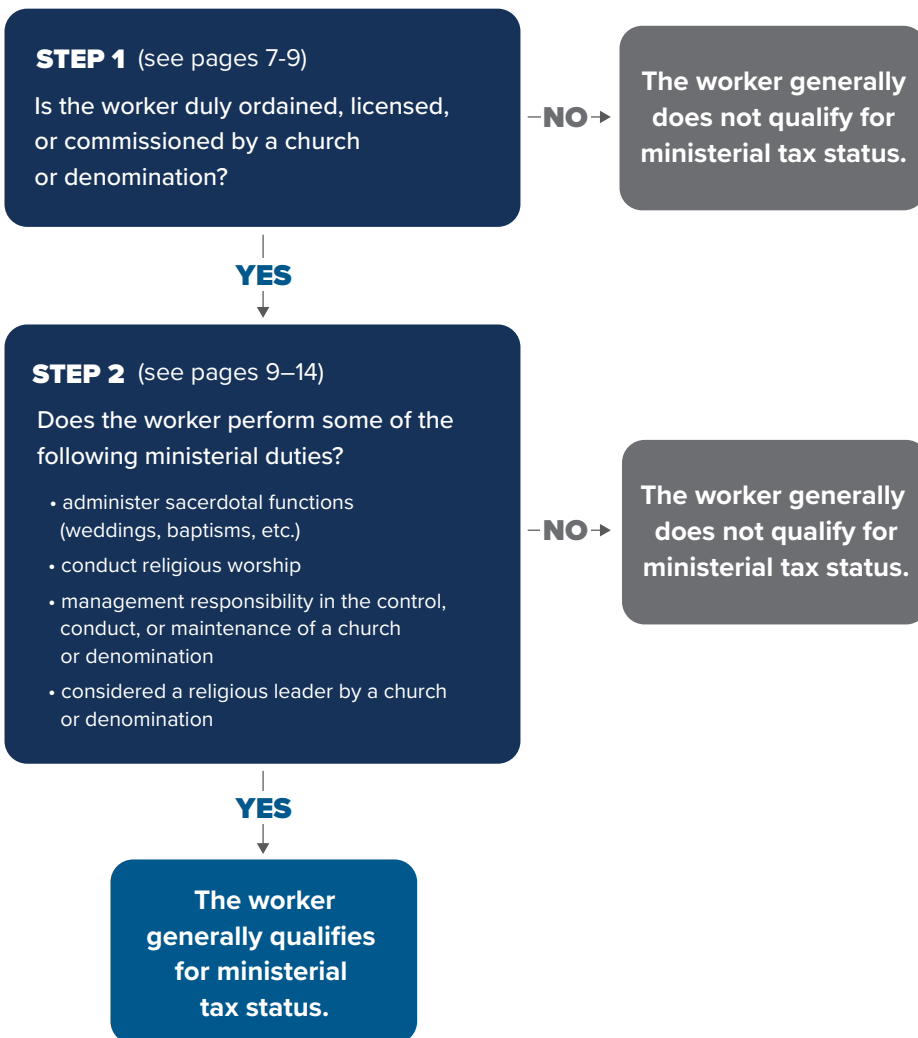 STEP 1 (see pages 7-9)
Is the worker duly ordained, licensed,
or commissioned by a church
or denomination?
NO
The worker generally
does not qualify for
ministerial tax status.
YES
STEP 2 (see pages 9–14)
Does the worker perform some of the
following ministerial duties?
• administer sacerdotal functions
(weddings, baptisms, etc.)
• conduct religious worship
• management responsibility in the control,
conduct, or maintenance of a church
or denomination
• considered a religious leader by a church
or denomination
NO
The worker generally
does not qualify for
ministerial tax status.
YES
The worker
generally qualifies
for ministerial
tax status.